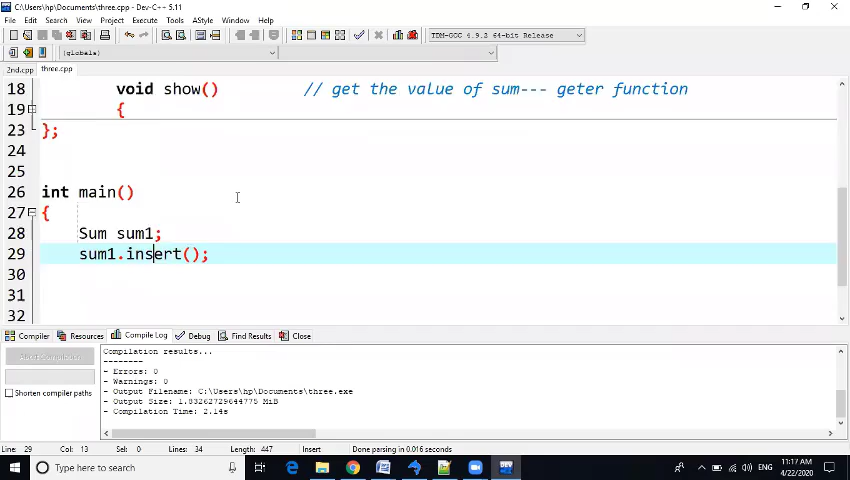 C:\Users\hp\Documents\three.cpp - Dev-C++ 5.11
File Edit Search View Project Execute Tools AStyle Window Help
TDM-GCC 4.9.2 64-bit Release
(globals)
2nd.cpp three.cpp
18 void show() // get the value of sum--- geter function
19 {
23 };
24
25
26 int main()
27 {
28 Sum sum1;
29 sum1.insert();
30
31
32
Compiler Resources Compile Log Debug Find Results Close
Abort Compilation
Shorten compiler paths
Compilation results...
--------
- Errors: 0
- Warnings: 0
- Output Filename: C:\Users\hp\Documents\three.exe
- Output Size: 1.83262729644775 MiB
- Compilation Time: 2.14s
Line: 29 Col: 13 Sel: 0 Lines: 34 Length: 447 Insert Done parsing in 0.016 seconds
Type here to search
ENG
11:17 AM
4/22/2020